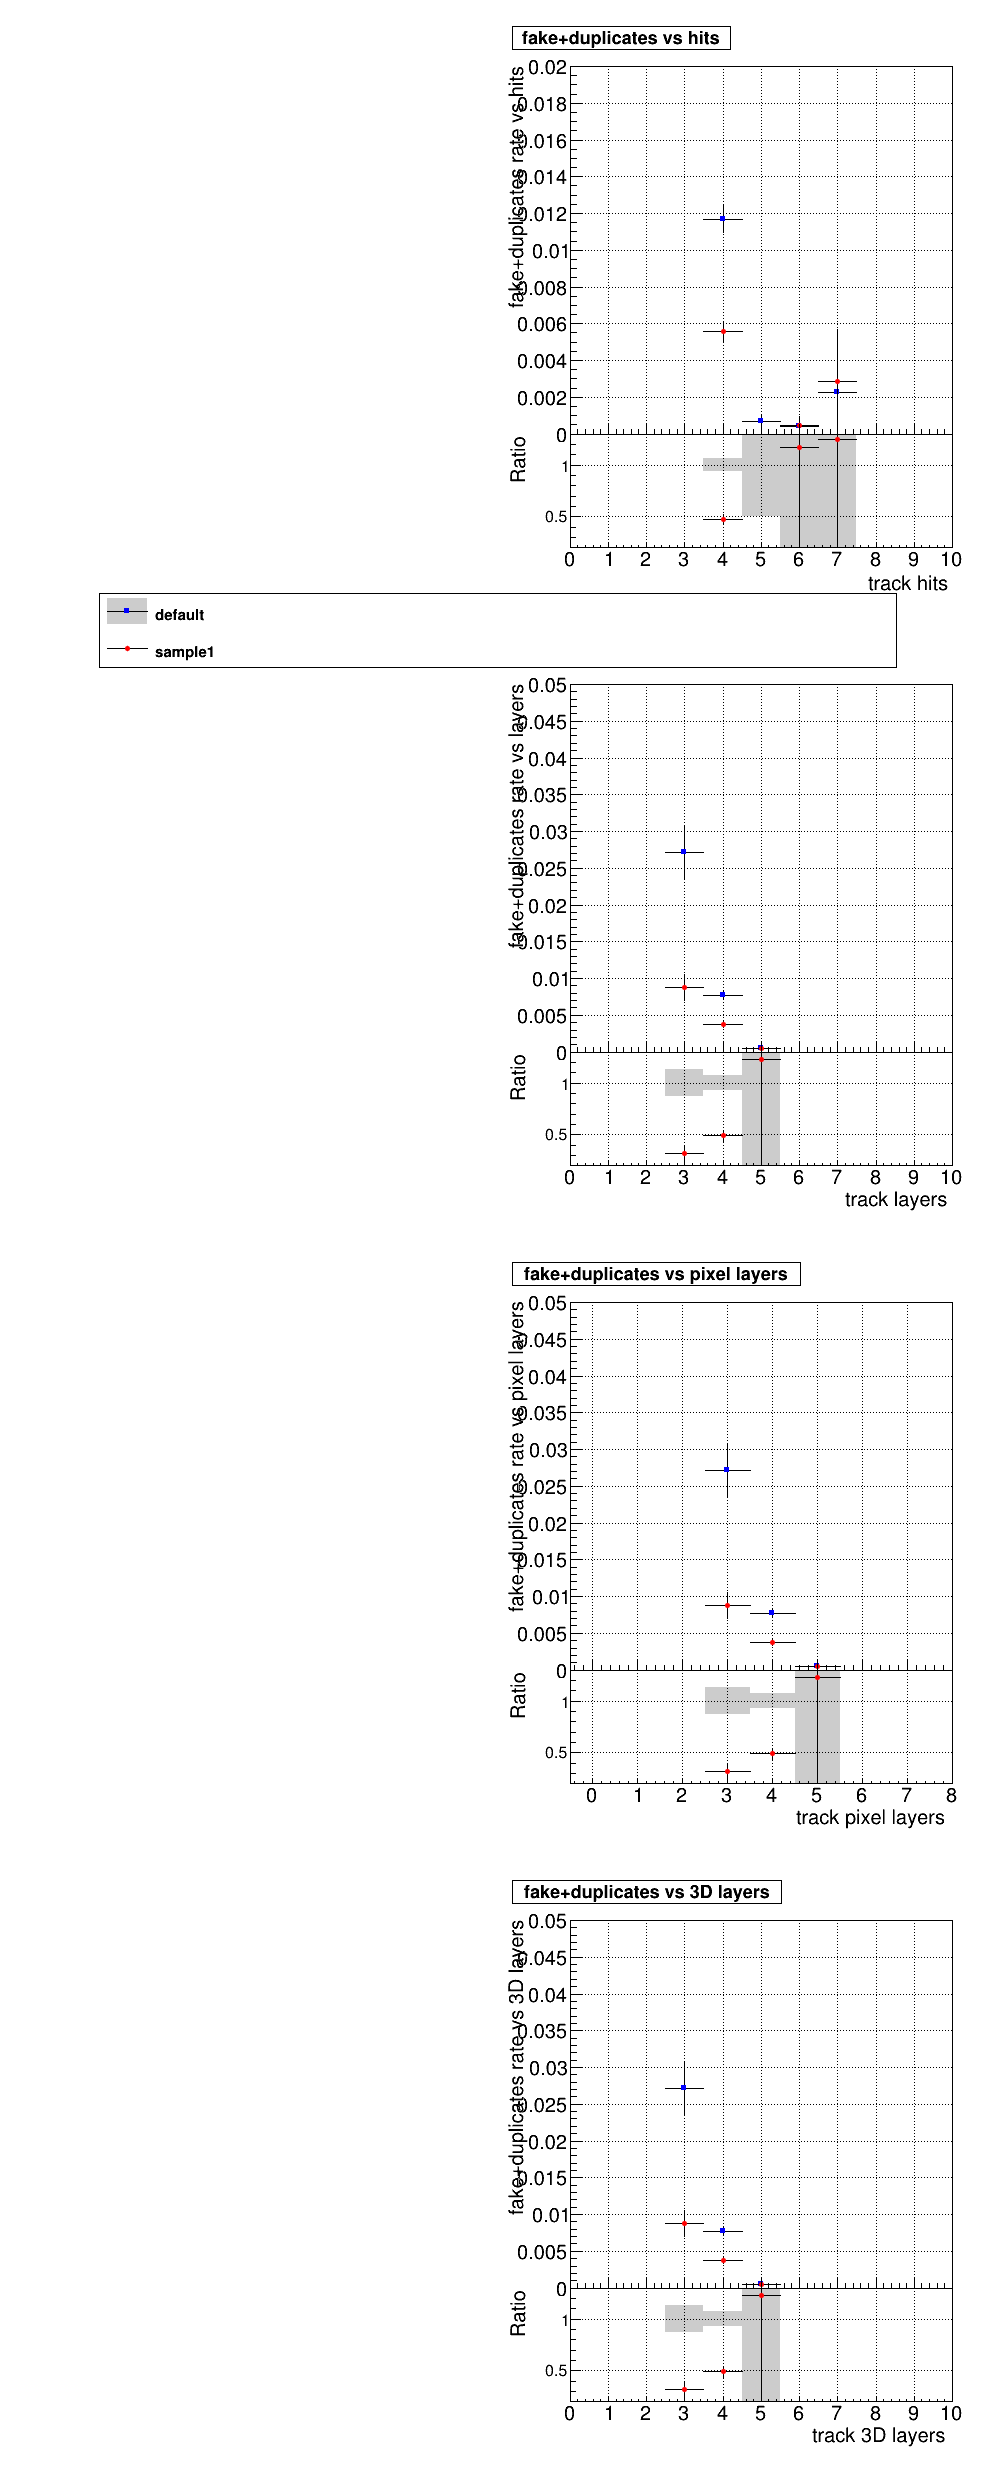 fake+duplicates vs hits
fake+duplicates rate vs hits
0.02
0.018
0.016
0.014
0.012
0.01
0.008
0.006
0.004
0.002
0
Ratio
1
0.5
0 1 2 3 4 5 6 7 8 9 10
track hits
default
sample1
fake+duplicates rate vs layers
0.05
0.045
0.04
0.035
0.03
0.025
0.02
0.015
0.01
0.005
0
Ratio
1
0.5
0 1 2 3 4 5 6 7 8 9 10
track layers
fake+duplicates vs pixel layers
fake+duplicates rate vs pixel layers
0.05
0.045
0.04
0.035
0.03
0.025
0.02
0.015
0.01
0.005
0
Ratio
1
0.5
0 1 2 3 4 5 6 7 8
track pixel layers
fake+duplicates vs 3D layers
fake+duplicates rate vs 3D layers
0.05
0.045
0.04
0.035
0.03
0.025
0.02
0.015
0.01
0.005
0
Ratio
1
0.5
0 1 2 3 4 5 6 7 8 9 10
track 3D layers